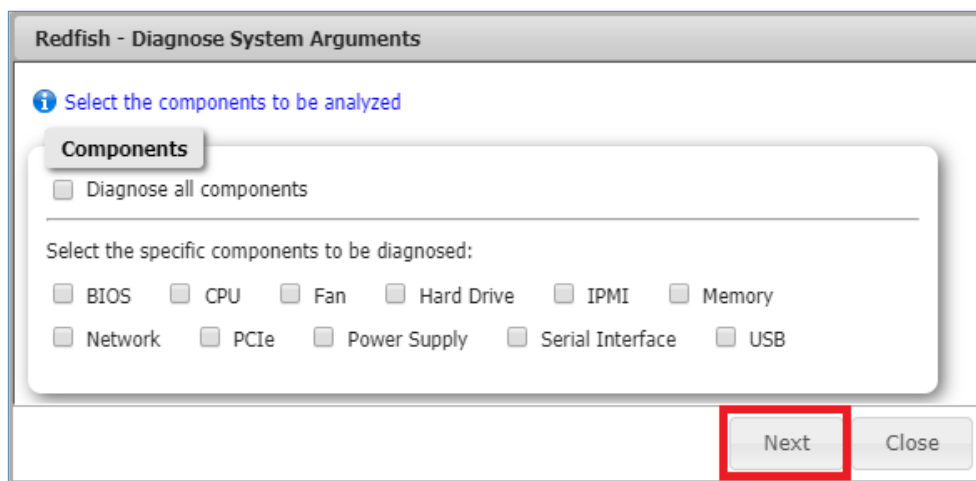 Redfish - Diagnose System Arguments
Select the components to be analyzed
Components
Diagnose all components
Select the specific components to be diagnosed:
BIOS CPU Fan Hard Drive IPMI Memory
Network PCIe Power Supply Serial Interface USB
Next Close